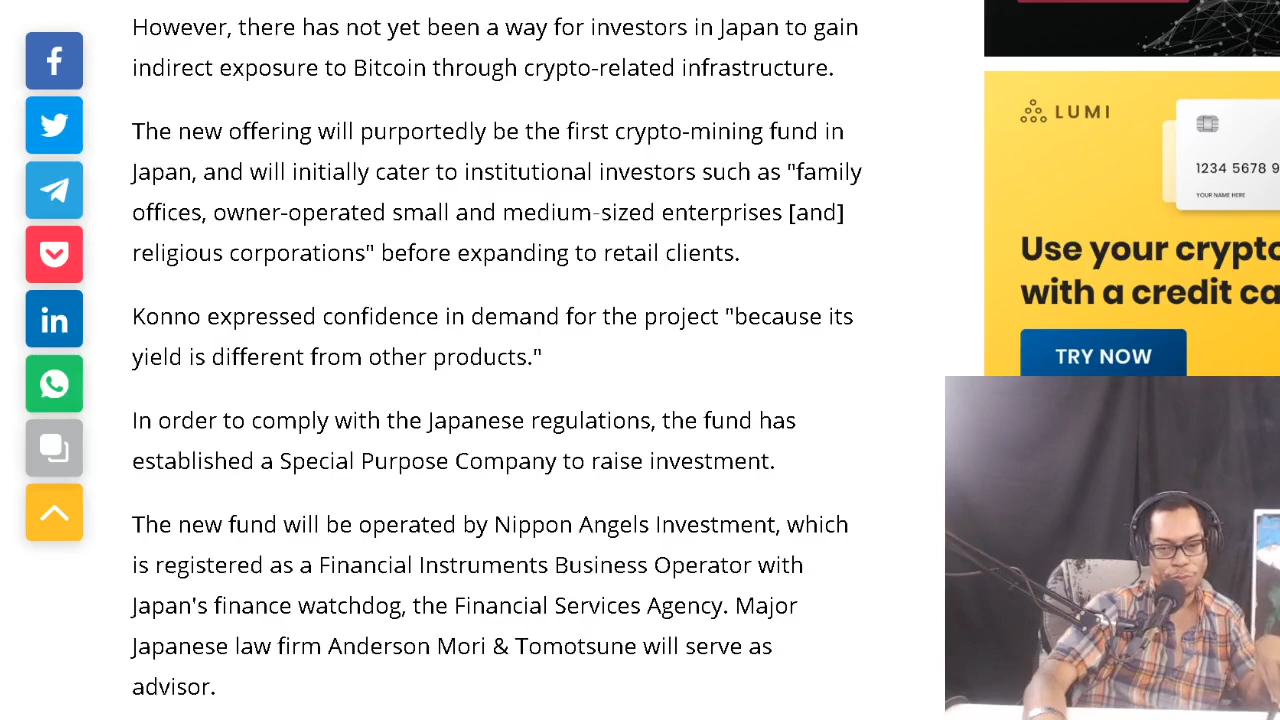 However, there has not yet been a way for investors in Japan to gain
indirect exposure to Bitcoin through crypto-related infrastructure.
The new offering will purportedly be the first crypto-mining fund in
Japan, and will initially cater to institutional investors such as "family
offices, owner-operated small and medium-sized enterprises [and]
religious corporations" before expanding to retail clients.
Konno expressed confidence in demand for the project "because its
yield is different from other products."
In order to comply with the Japanese regulations, the fund has
established a Special Purpose Company to raise investment.
The new fund will be operated by Nippon Angels Investment, which
is registered as a Financial Instruments Business Operator with
Japan's finance watchdog, the Financial Services Agency. Major
Japanese law firm Anderson Mori & Tomotsune will serve as
advisor.
LUMI
1234 5678 9
YOUR NAME HERE
Use your crypto
with a credit ca
TRY NOW